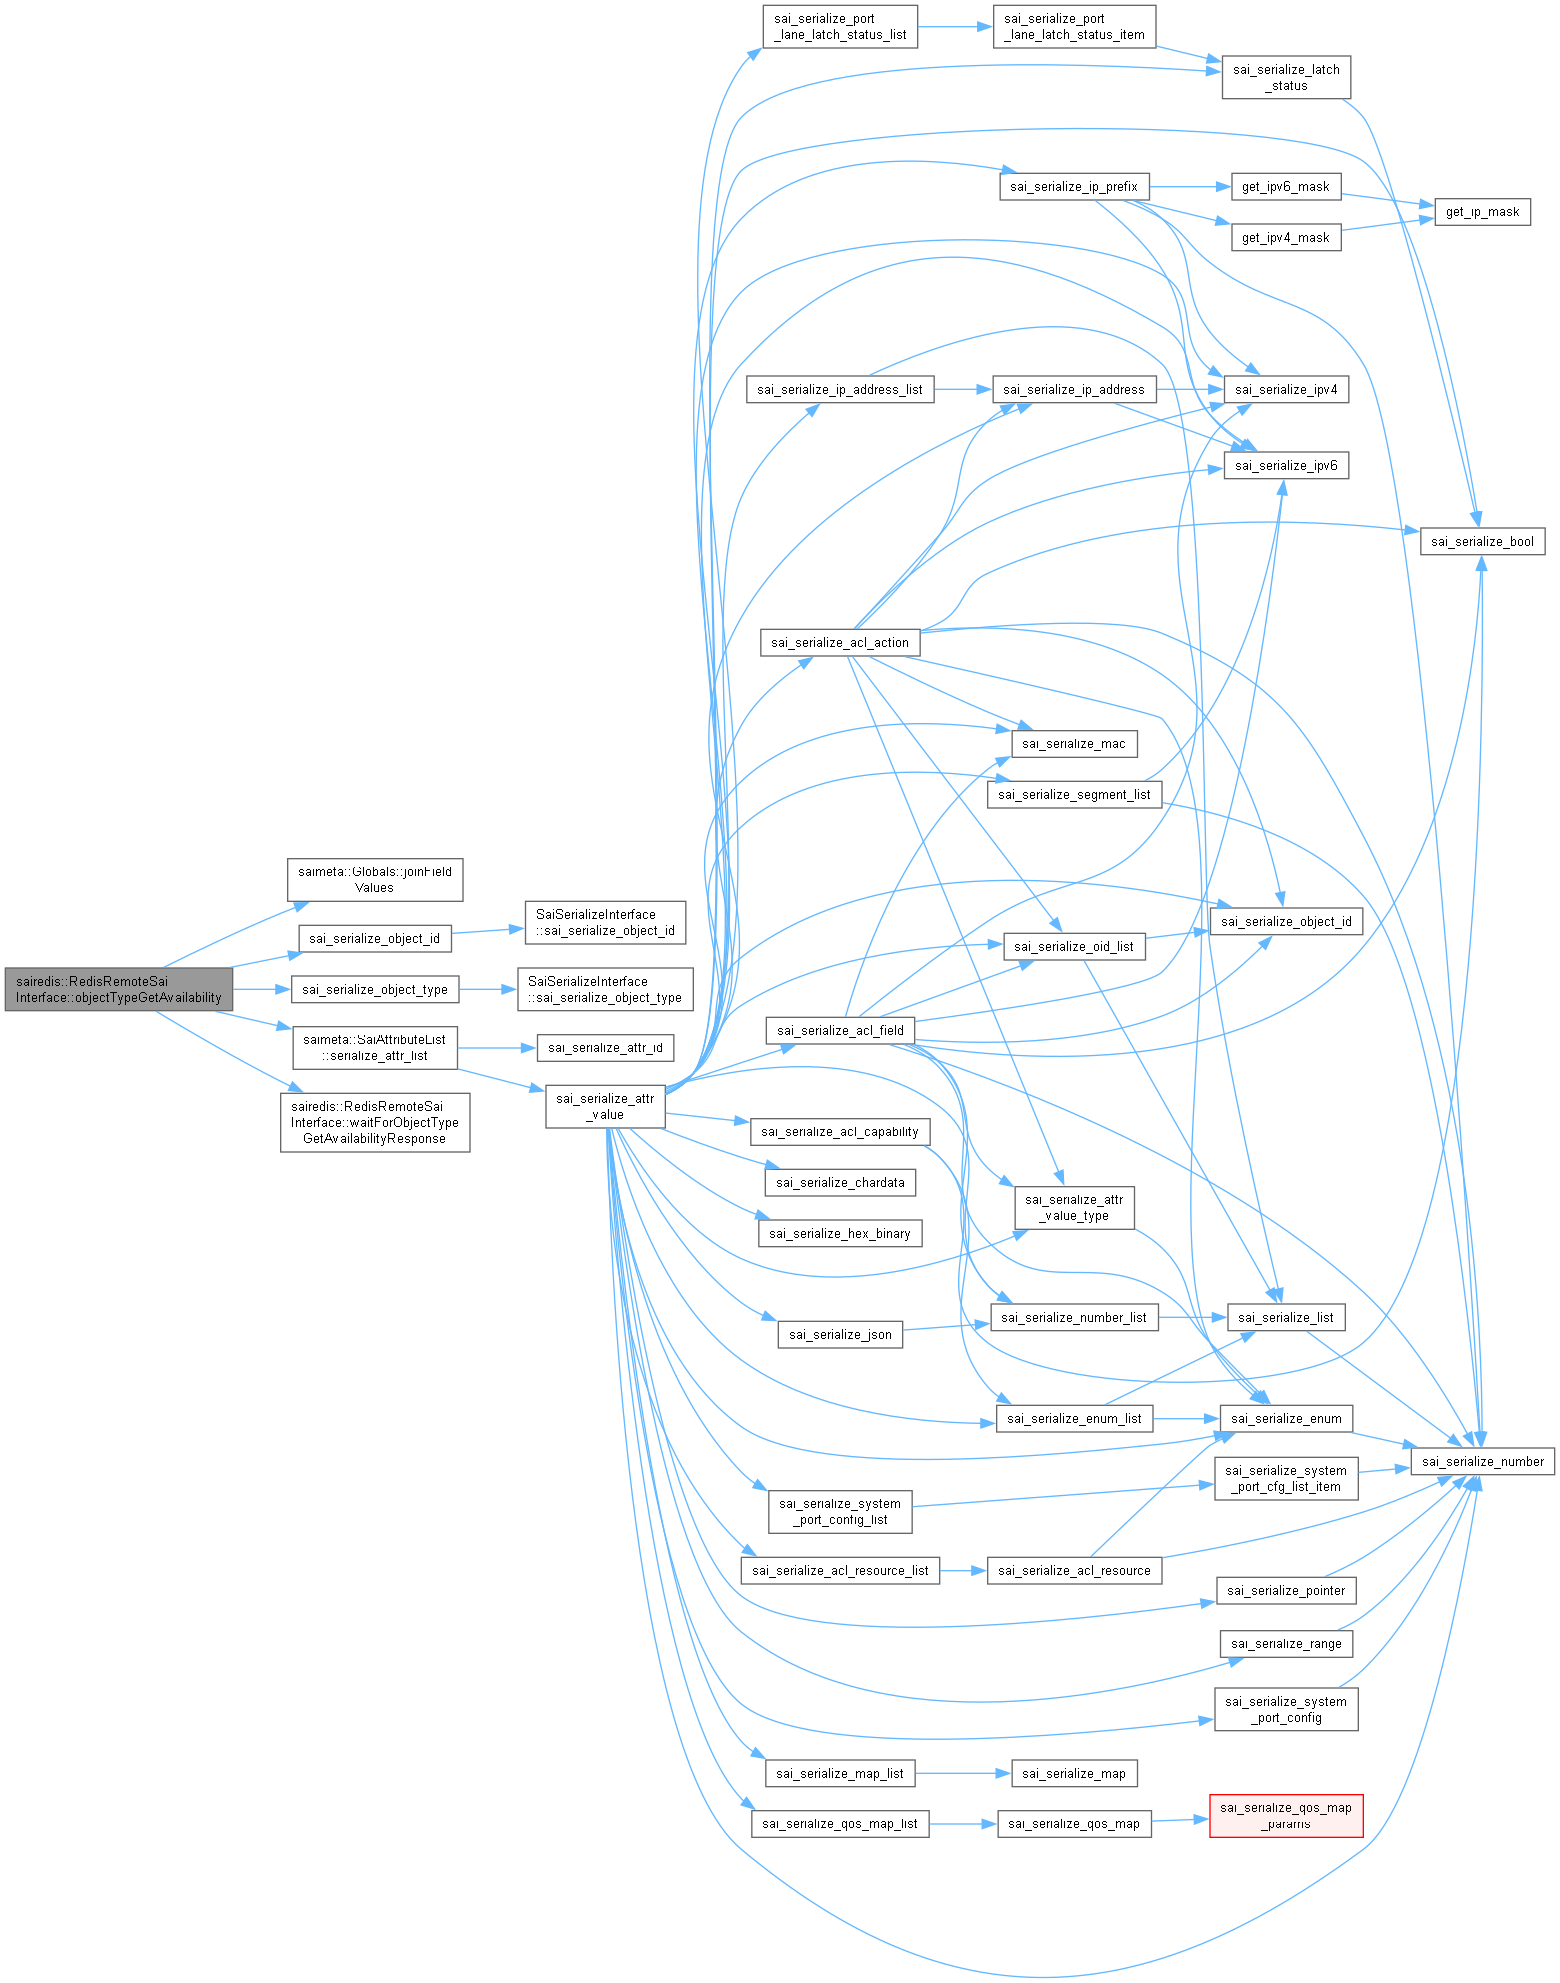 sai_serialize_port
_lane_latch_status_list
sai_serialize_port
_lane_latch_status_item
sai_serialize_latch
_status
sai_serialize_ip_prefix
get_ipv6_mask
get_ip_mask
get_ipv4_mask
sai_serialize_ip_address_list
sai_serialize_ip_address
sai_serialize_ipv4
sai_serialize_ipv6
sai_serialize_bool
sai_serialize_acl_action
sai_serialize_mac
sai_serialize_segment_list
saimeta::Globals::joinField
Values
SaiSerializeInterface
::sai_serialize_object_id
sai_serialize_object_id
sai_serialize_object_id
sai_serialize_oid_list
sairedis::RedisRemoteSai
Interface::objectTypeGetAvailability
sai_serialize_object_type
SaiSerializeInterface
::sai_serialize_object_type
sai_serialize_acl_field
saimeta::SaiAttributeList
::serialize_attr_list
sai_serialize_attr_id
sai_serialize_attr
_value
sairedis::RedisRemoteSai
Interface::waitForObjectType
GetAvailabilityResponse
sai_serialize_acl_capability
sai_serialize_chardata
sai_serialize_attr
_value_type
sai_serialize_hex_binary
sai_serialize_number_list
sai_serialize_list
sai_serialize_json
sai_serialize_enum_list
sai_serialize_enum
sai_serialize_number
sai_serialize_system
_port_cfg_list_item
sai_serialize_system
_port_config_list
sai_serialize_acl_resource_list
sai_serialize_acl_resource
sai_serialize_pointer
sai_serialize_range
sai_serialize_system
_port_config
sai_serialize_map_list
sai_serialize_map
sai_serialize_qos_map_list
sai_serialize_qos_map
sai_serialize_qos_map
_params